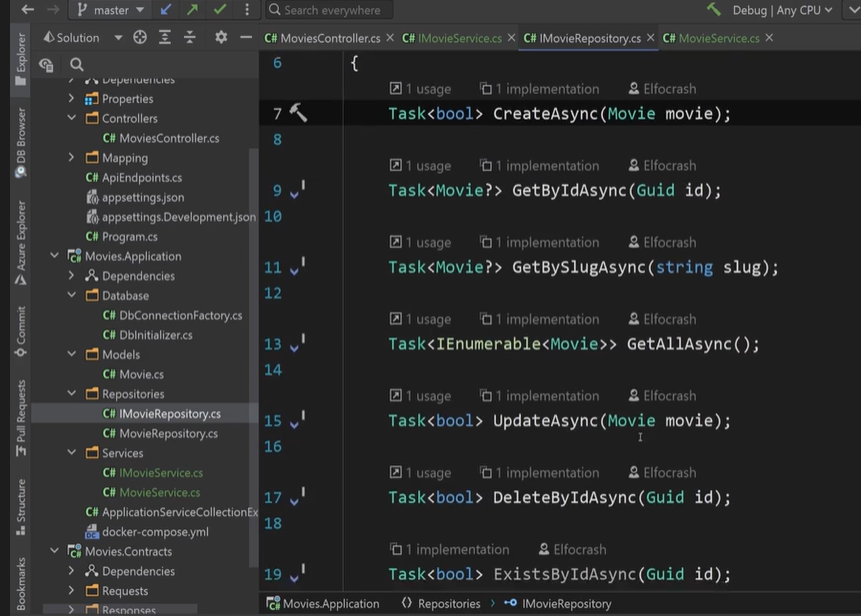 master
Search everywhere
Debug | Any CPU
Solution
MoviesController.cs
IMovieService.cs
IMovieRepository.cs
MovieService.cs
Explorer
DB Browser
Azure Explorer
Commit
Pull Requests
Structure
Bookmarks
Dependencies
Properties
Controllers
C# MoviesController.cs
Mapping
C# ApiEndpoints.cs
appsettings.json
appsettings.Development.json
C# Program.cs
Movies.Application
Dependencies
Database
C# DbConnectionFactory.cs
C# DbInitializer.cs
Models
C# Movie.cs
Repositories
C# IMovieRepository.cs
C# MovieRepository.cs
Services
C# IMovieService.cs
C# MovieService.cs
C# ApplicationServiceCollectionEx
docker-compose.yml
Movies.Contracts
Dependencies
Requests
Responses
6 {
1 usage 1 implementation Elfocrash
7 Task<bool> CreateAsync(Movie movie);
8
1 usage 1 implementation Elfocrash
9 Task<Movie?> GetByIdAsync(Guid id);
10
1 usage 1 implementation Elfocrash
11 Task<Movie?> GetBySlugAsync(string slug);
12
1 usage 1 implementation Elfocrash
13 Task<IEnumerable<Movie>> GetAllAsync();
14
1 usage 1 implementation Elfocrash
15 Task<bool> UpdateAsync(Movie movie);
16
1 usage 1 implementation Elfocrash
17 Task<bool> DeleteByIdAsync(Guid id);
18
1 implementation Elfocrash
19 Task<bool> ExistsByIdAsync(Guid id);
Movies.Application Repositories IMovieRepository